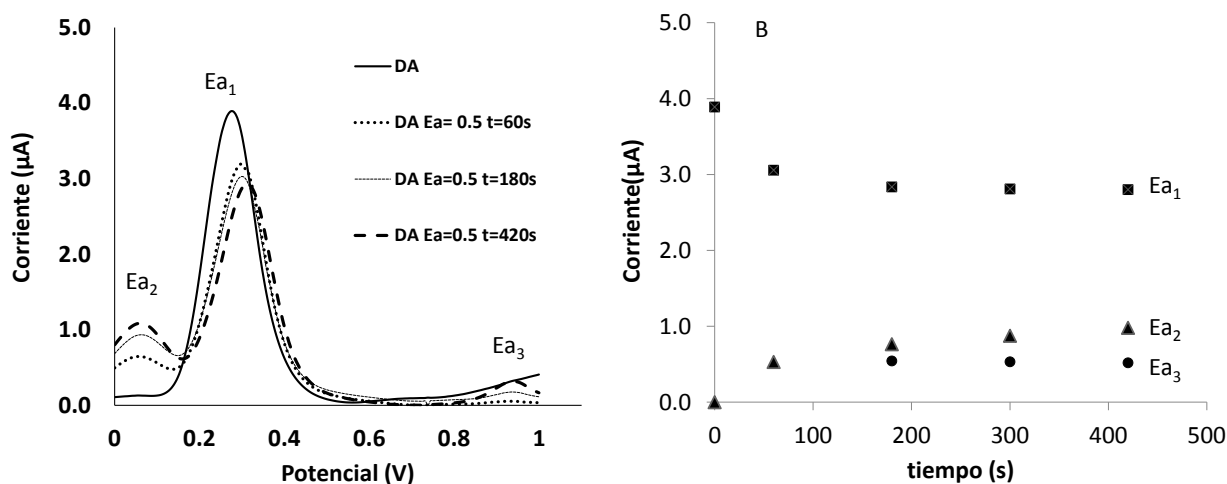 5.0
4.0
3.0
2.0
1.0
0.0
Corriente (µA)
0
0.2
0.4
0.6
0.8
1
Potencial (V)
Ea1
Ea2
Ea3
DA
DA Ea= 0.5 t=60s
DA Ea=0.5 t=180s
DA Ea=0.5 t=420s
B
5.0
4.0
3.0
2.0
1.0
0.0
Corriente(µA)
0
100
200
300
400
500
tiempo (s)
Ea1
Ea2
Ea3